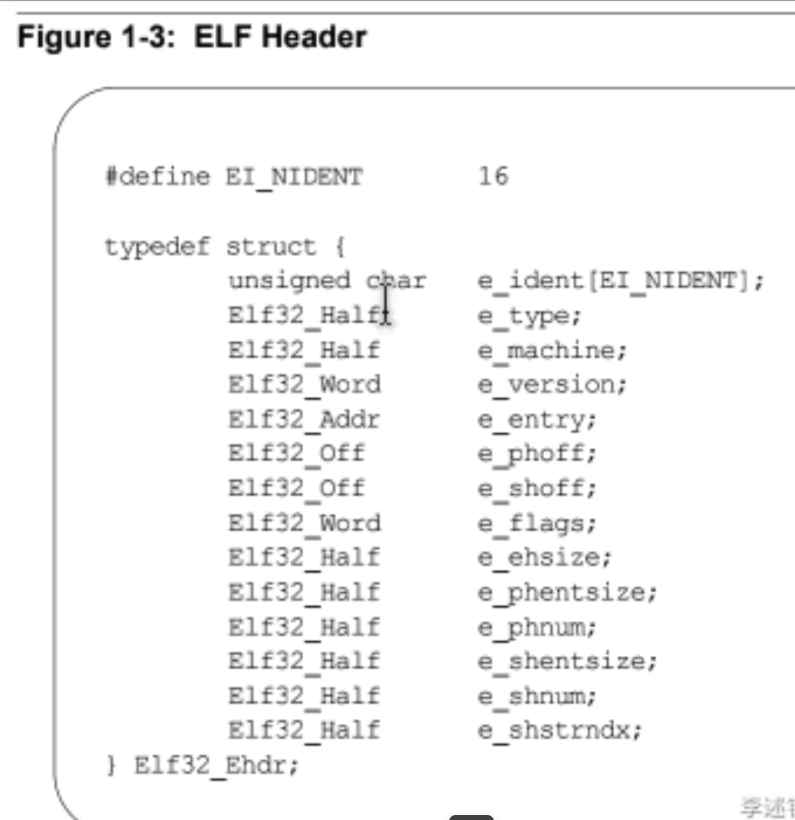 Figure 1-3: ELF Header
#define EI_NIDENT 16
typedef struct {
unsigned char e_ident[EI_NIDENT];
Elf32_Half e_type;
Elf32_Half e_machine;
Elf32_Word e_version;
Elf32_Addr e_entry;
Elf32_Off e_phoff;
Elf32_Off e_shoff;
Elf32_Word e_flags;
Elf32_Half e_ehsize;
Elf32_Half e_phentsize;
Elf32_Half e_phnum;
Elf32_Half e_shentsize;
Elf32_Half e_shnum;
Elf32_Half e_shstrndx;
} Elf32_Ehdr;
李述